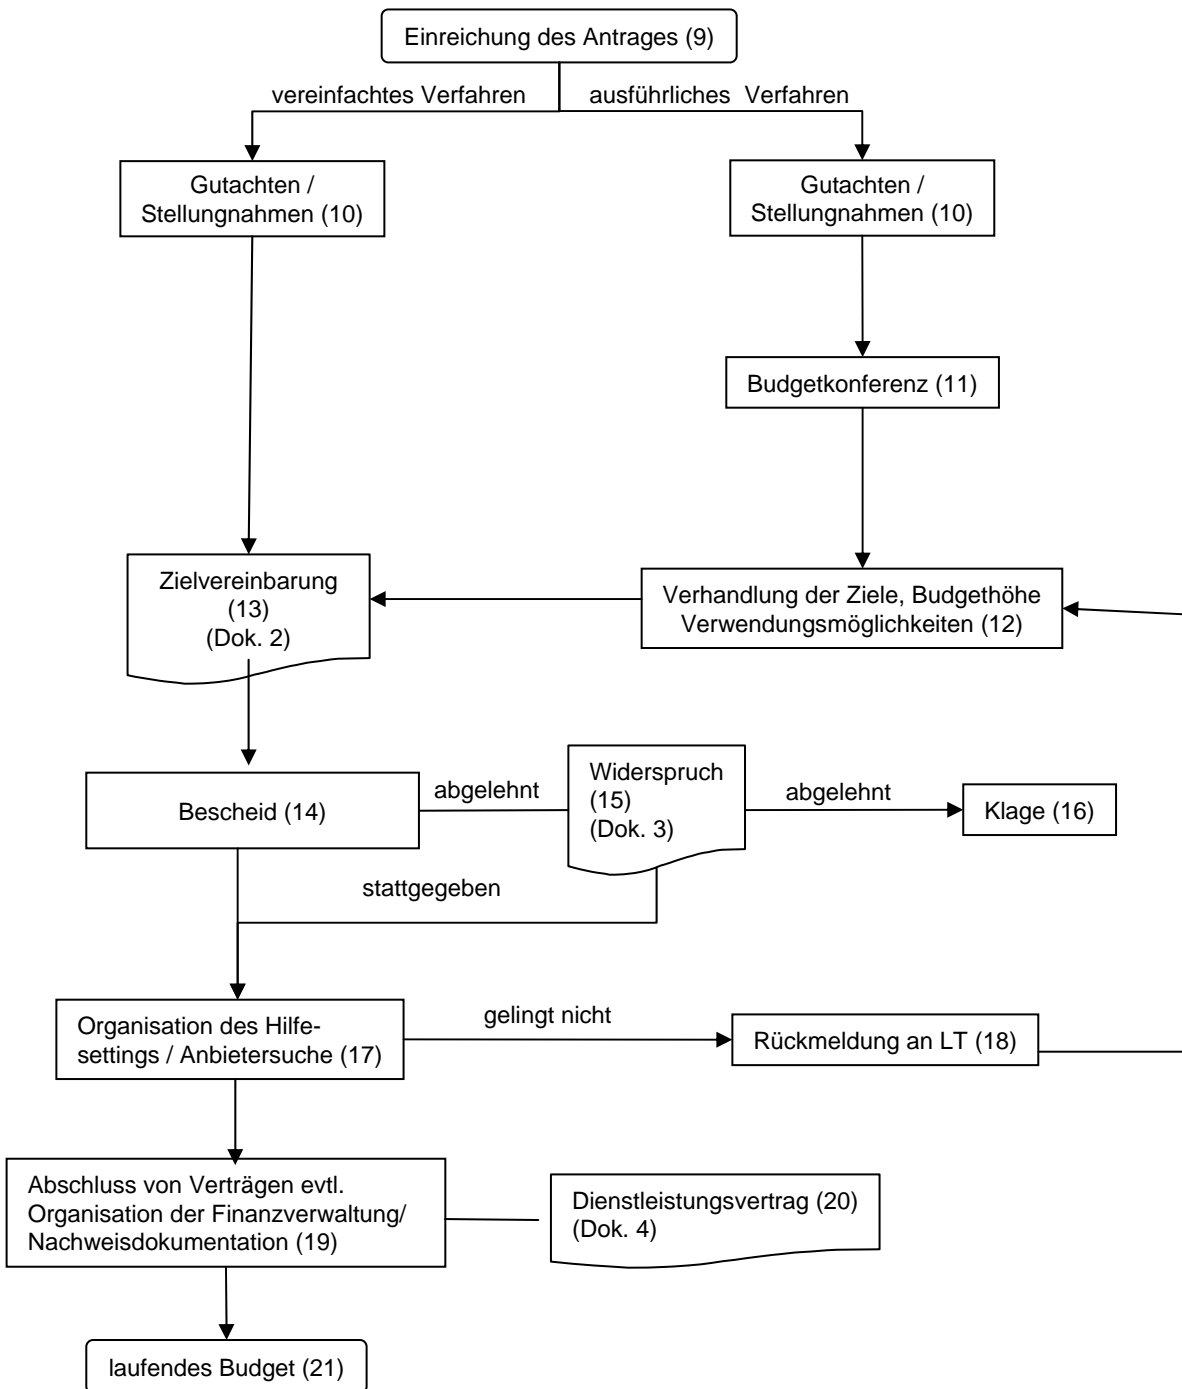 Einreichung des Antrages (9)
vereinfachtes Verfahren
ausführliches Verfahren
Gutachten /
Stellungnahmen (10)
Gutachten /
Stellungnahmen (10)
Budgetkonferenz (11)
Zielvereinbarung
(13)
(Dok. 2)
Verhandlung der Ziele, Budgethöhe
Verwendungsmöglichkeiten (12)
Bescheid (14)
abgelehnt
Widerspruch
(15)
(Dok. 3)
abgelehnt
Klage (16)
stattgegeben
Organisation des Hilfe-
settings / Anbietersuche (17)
gelingt nicht
Rückmeldung an LT (18)
Abschluss von Verträgen evtl.
Organisation der Finanzverwaltung/
Nachweisdokumentation (19)
Dienstleistungsvertrag (20)
(Dok. 4)
laufendes Budget (21)